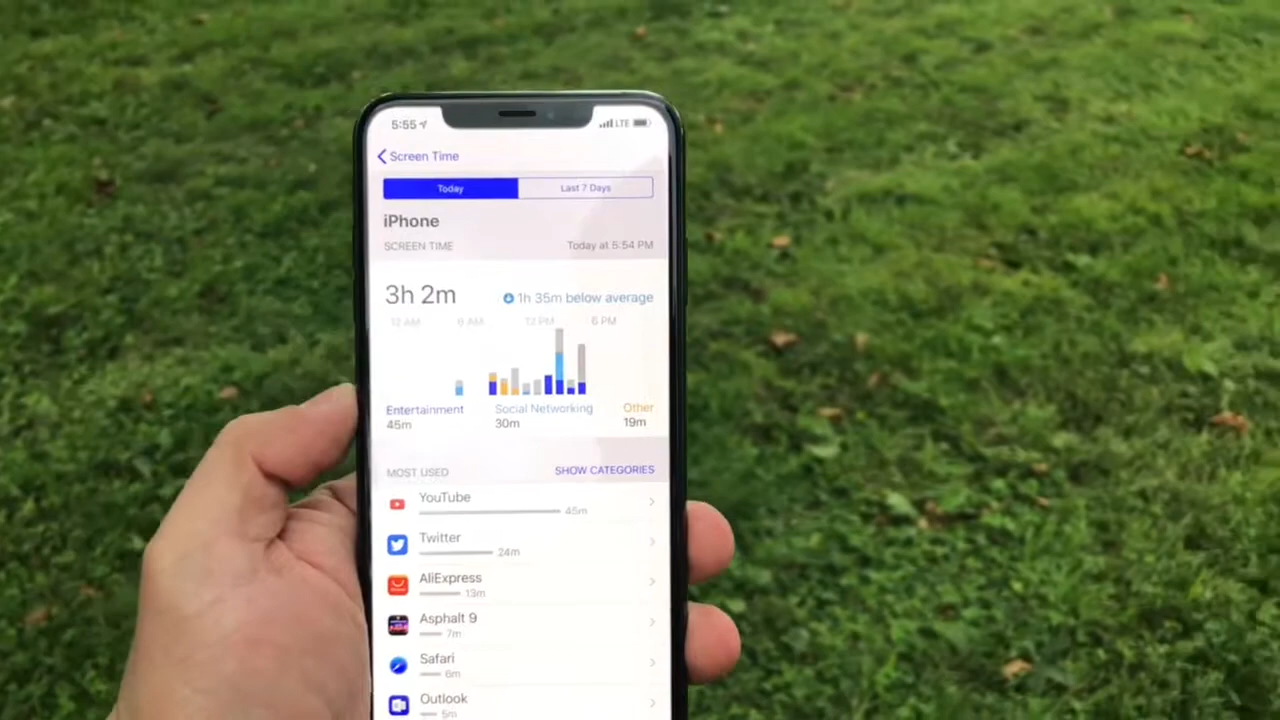 5:55 LTE
Screen Time
Today Last 7 Days
iPhone
SCREEN TIME Today at 5:54 PM
3h 2m 1h 35m below average
12 AM 6 AM 12 PM 6 PM
Entertainment Social Networking Other
45m 30m 19m
MOST USED SHOW CATEGORIES
YouTube
45m
Twitter
24m
AliExpress
13m
Asphalt 9
7m
Safari
6m
Outlook
5m